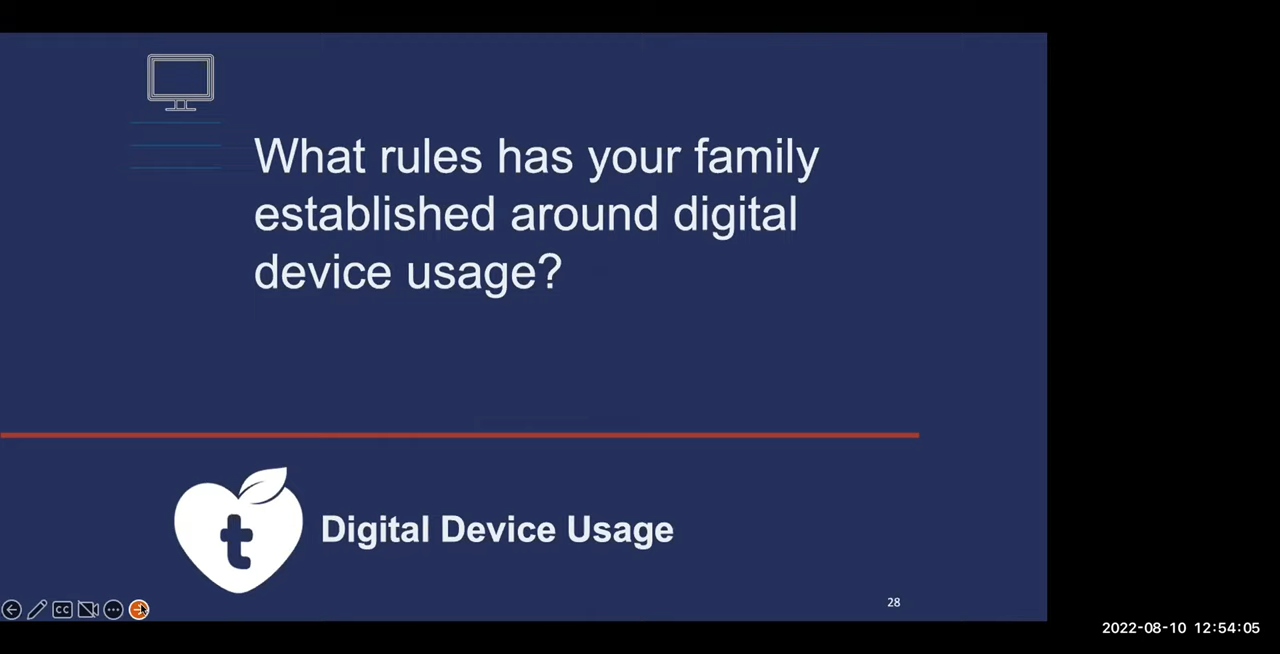 What rules has your family
established around digital
device usage?
t
Digital Device Usage
CC
28
2022-08-10 12:54:05